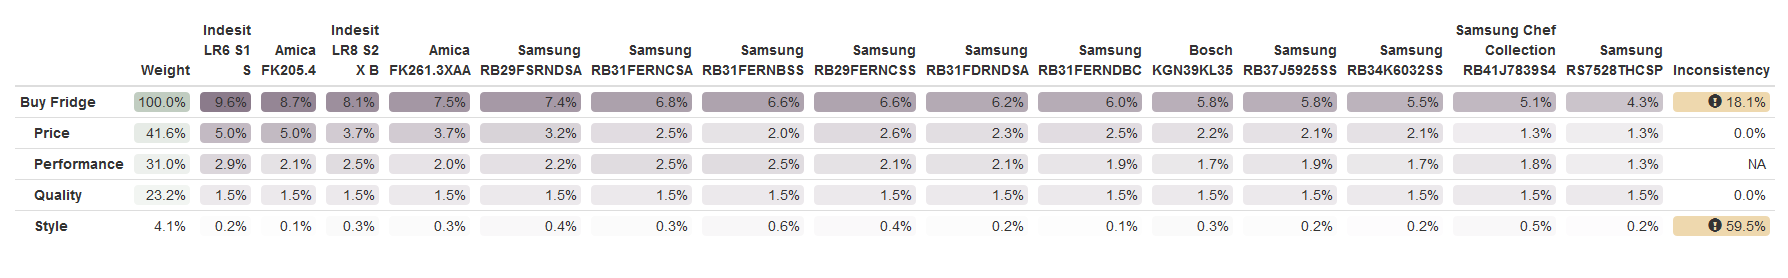 Weight Indesit LR6 S1 S Amica FK205.4 Indesit LR8 S2 X B Amica FK261.3XAA Samsung RB29FSRNDSA Samsung RB31FERNCSA Samsung RB31FERNBSS Samsung RB29FERNCSS Samsung RB31FDRNDSA Samsung RB31FERNDBC Bosch KGN39KL35 Samsung RB37J5925SS Samsung RB34K6032SS Samsung Chef Collection RB41J7839S4 Samsung RS7528THCSP Inconsistency
Buy Fridge 100.0% 9.6% 8.7% 8.1% 7.5% 7.4% 6.8% 6.6% 6.6% 6.2% 6.0% 5.8% 5.8% 5.5% 5.1% 4.3% 18.1%
Price 41.6% 5.0% 5.0% 3.7% 3.7% 3.2% 2.5% 2.0% 2.6% 2.3% 2.5% 2.2% 2.1% 2.1% 1.3% 1.3% 0.0%
Performance 31.0% 2.9% 2.1% 2.5% 2.0% 2.2% 2.5% 2.5% 2.1% 2.1% 1.9% 1.7% 1.9% 1.7% 1.8% 1.3% NA
Quality 23.2% 1.5% 1.5% 1.5% 1.5% 1.5% 1.5% 1.5% 1.5% 1.5% 1.5% 1.5% 1.5% 1.5% 1.5% 1.5% 0.0%
Style 4.1% 0.2% 0.1% 0.3% 0.3% 0.4% 0.3% 0.6% 0.4% 0.2% 0.1% 0.3% 0.2% 0.2% 0.5% 0.2% 59.5%